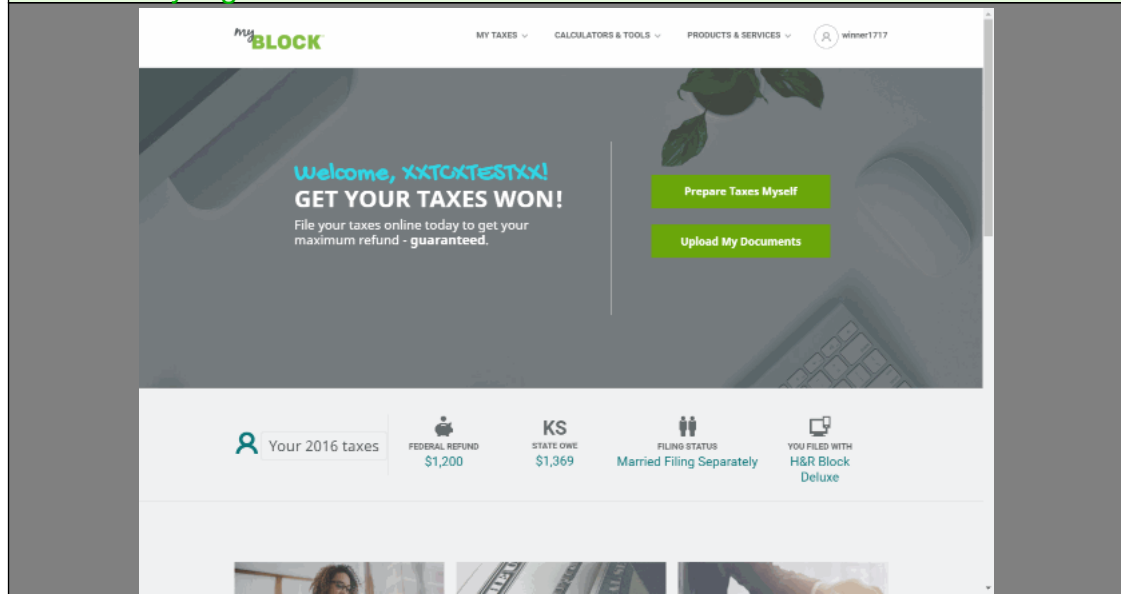 myBLOCK
MY TAXES
CALCULATORS & TOOLS
PRODUCTS & SERVICES
winner1717
Welcome, XXTCXTESTXX!
GET YOUR TAXES WON!
File your taxes online today to get your
maximum refund - guaranteed.
Prepare Taxes Myself
Upload My Documents
Your 2016 taxes
FEDERAL REFUND
$1,200
KS
STATE OWE
$1,369
FILING STATUS
Married Filing Separately
YOU FILED WITH
H&R Block
Deluxe